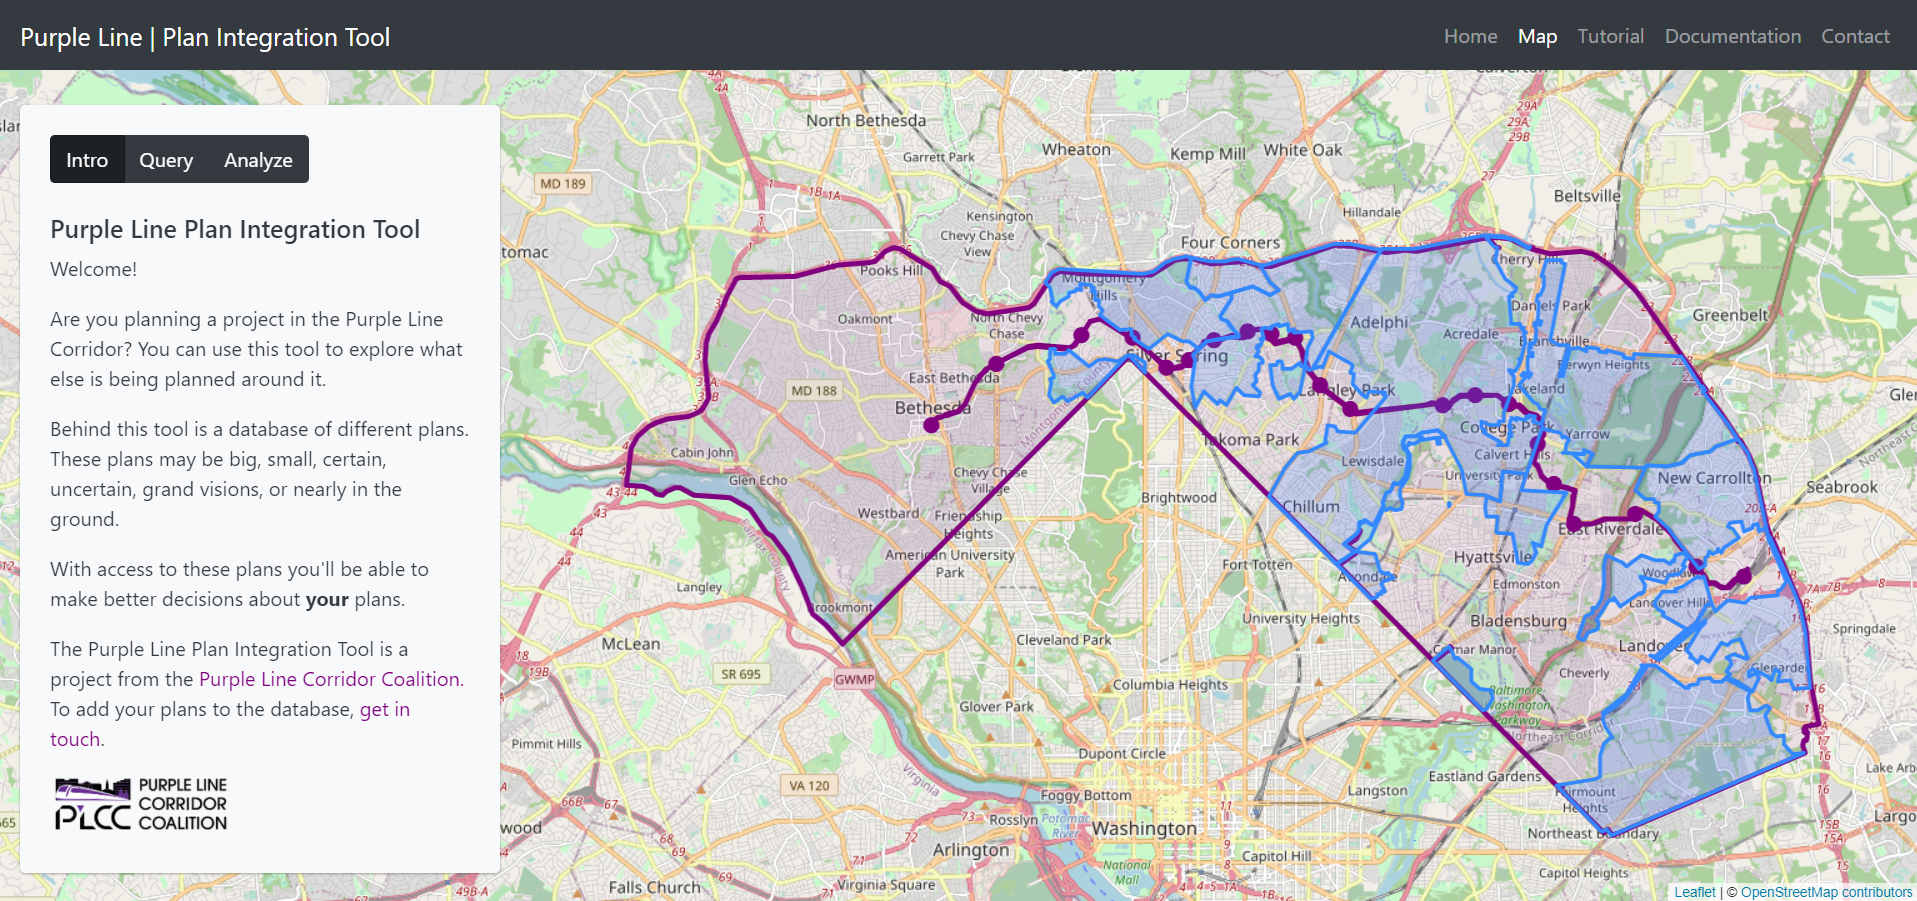 Purple Line | Plan Integration Tool
Home Map Tutorial Documentation Contact
Intro Query Analyze
Purple Line Plan Integration Tool
Welcome!
Are you planning a project in the Purple Line
Corridor? You can use this tool to explore what
else is being planned around it.
Behind this tool is a database of different plans.
These plans may be big, small, certain,
uncertain, grand visions, or nearly in the
ground.
With access to these plans you'll be able to
make better decisions about your plans.
The Purple Line Plan Integration Tool is a
project from the Purple Line Corridor Coalition.
To add your plans to the database, get in
touch.
PLCC
PURPLE LINE
CORRIDOR
COALITION
North Bethesda
Garrett Park
Wheaton
Kemp Mill
White Oak
MD 189
Beltsville
Kensington
Hillandale
Chevy Chase
View
Four Corners
tomac
Pooks Hill
Cherry Hill
Montgomery
Hills
Daniels Park
Greenbelt
Oakmont
North Chevy
Chase
Adelphi
Acredale
Branchville
Silver Spring
Berwyn Heights
East Bethesda
MD 188
Langley Park
Lakeland
Bethesda
College Park
Yarrow
Takoma Park
Cabin John
Lewisdale
Calvert Hills
Glen Echo
Chevy Chase
Village
University Park
New Carrollton
Seabrook
Brightwood
Chillum
Westbard
Friendship
Heights
East Riverdale
American University
Park
Hyattsville
Fort Totten
Langley
Avondale
Edmonston
Woodlawn
Landover Hills
Brookmont
University Heights
Bladensburg
Springdale
McLean
Cleveland Park
Colmar Manor
Landover
Glenarden
SR 695
GWMP
Columbia Heights
Cheverly
Baltimore
Washington
Parkway
Glover Park
Northeast Corridor
Pimmit Hills
Dupont Circle
Eastland Gardens
Lake Arb
VA 120
Virginia
Foggy Bottom
Langston
Fairmount
Heights
Rosslyn
Potomac
River
Washington
Northeast Boundary
Largo
wood
Arlington
Capitol Hill
National
Mall
Capitol Heights
Falls Church
Virginia Square
Leaflet | © OpenStreetMap contributors